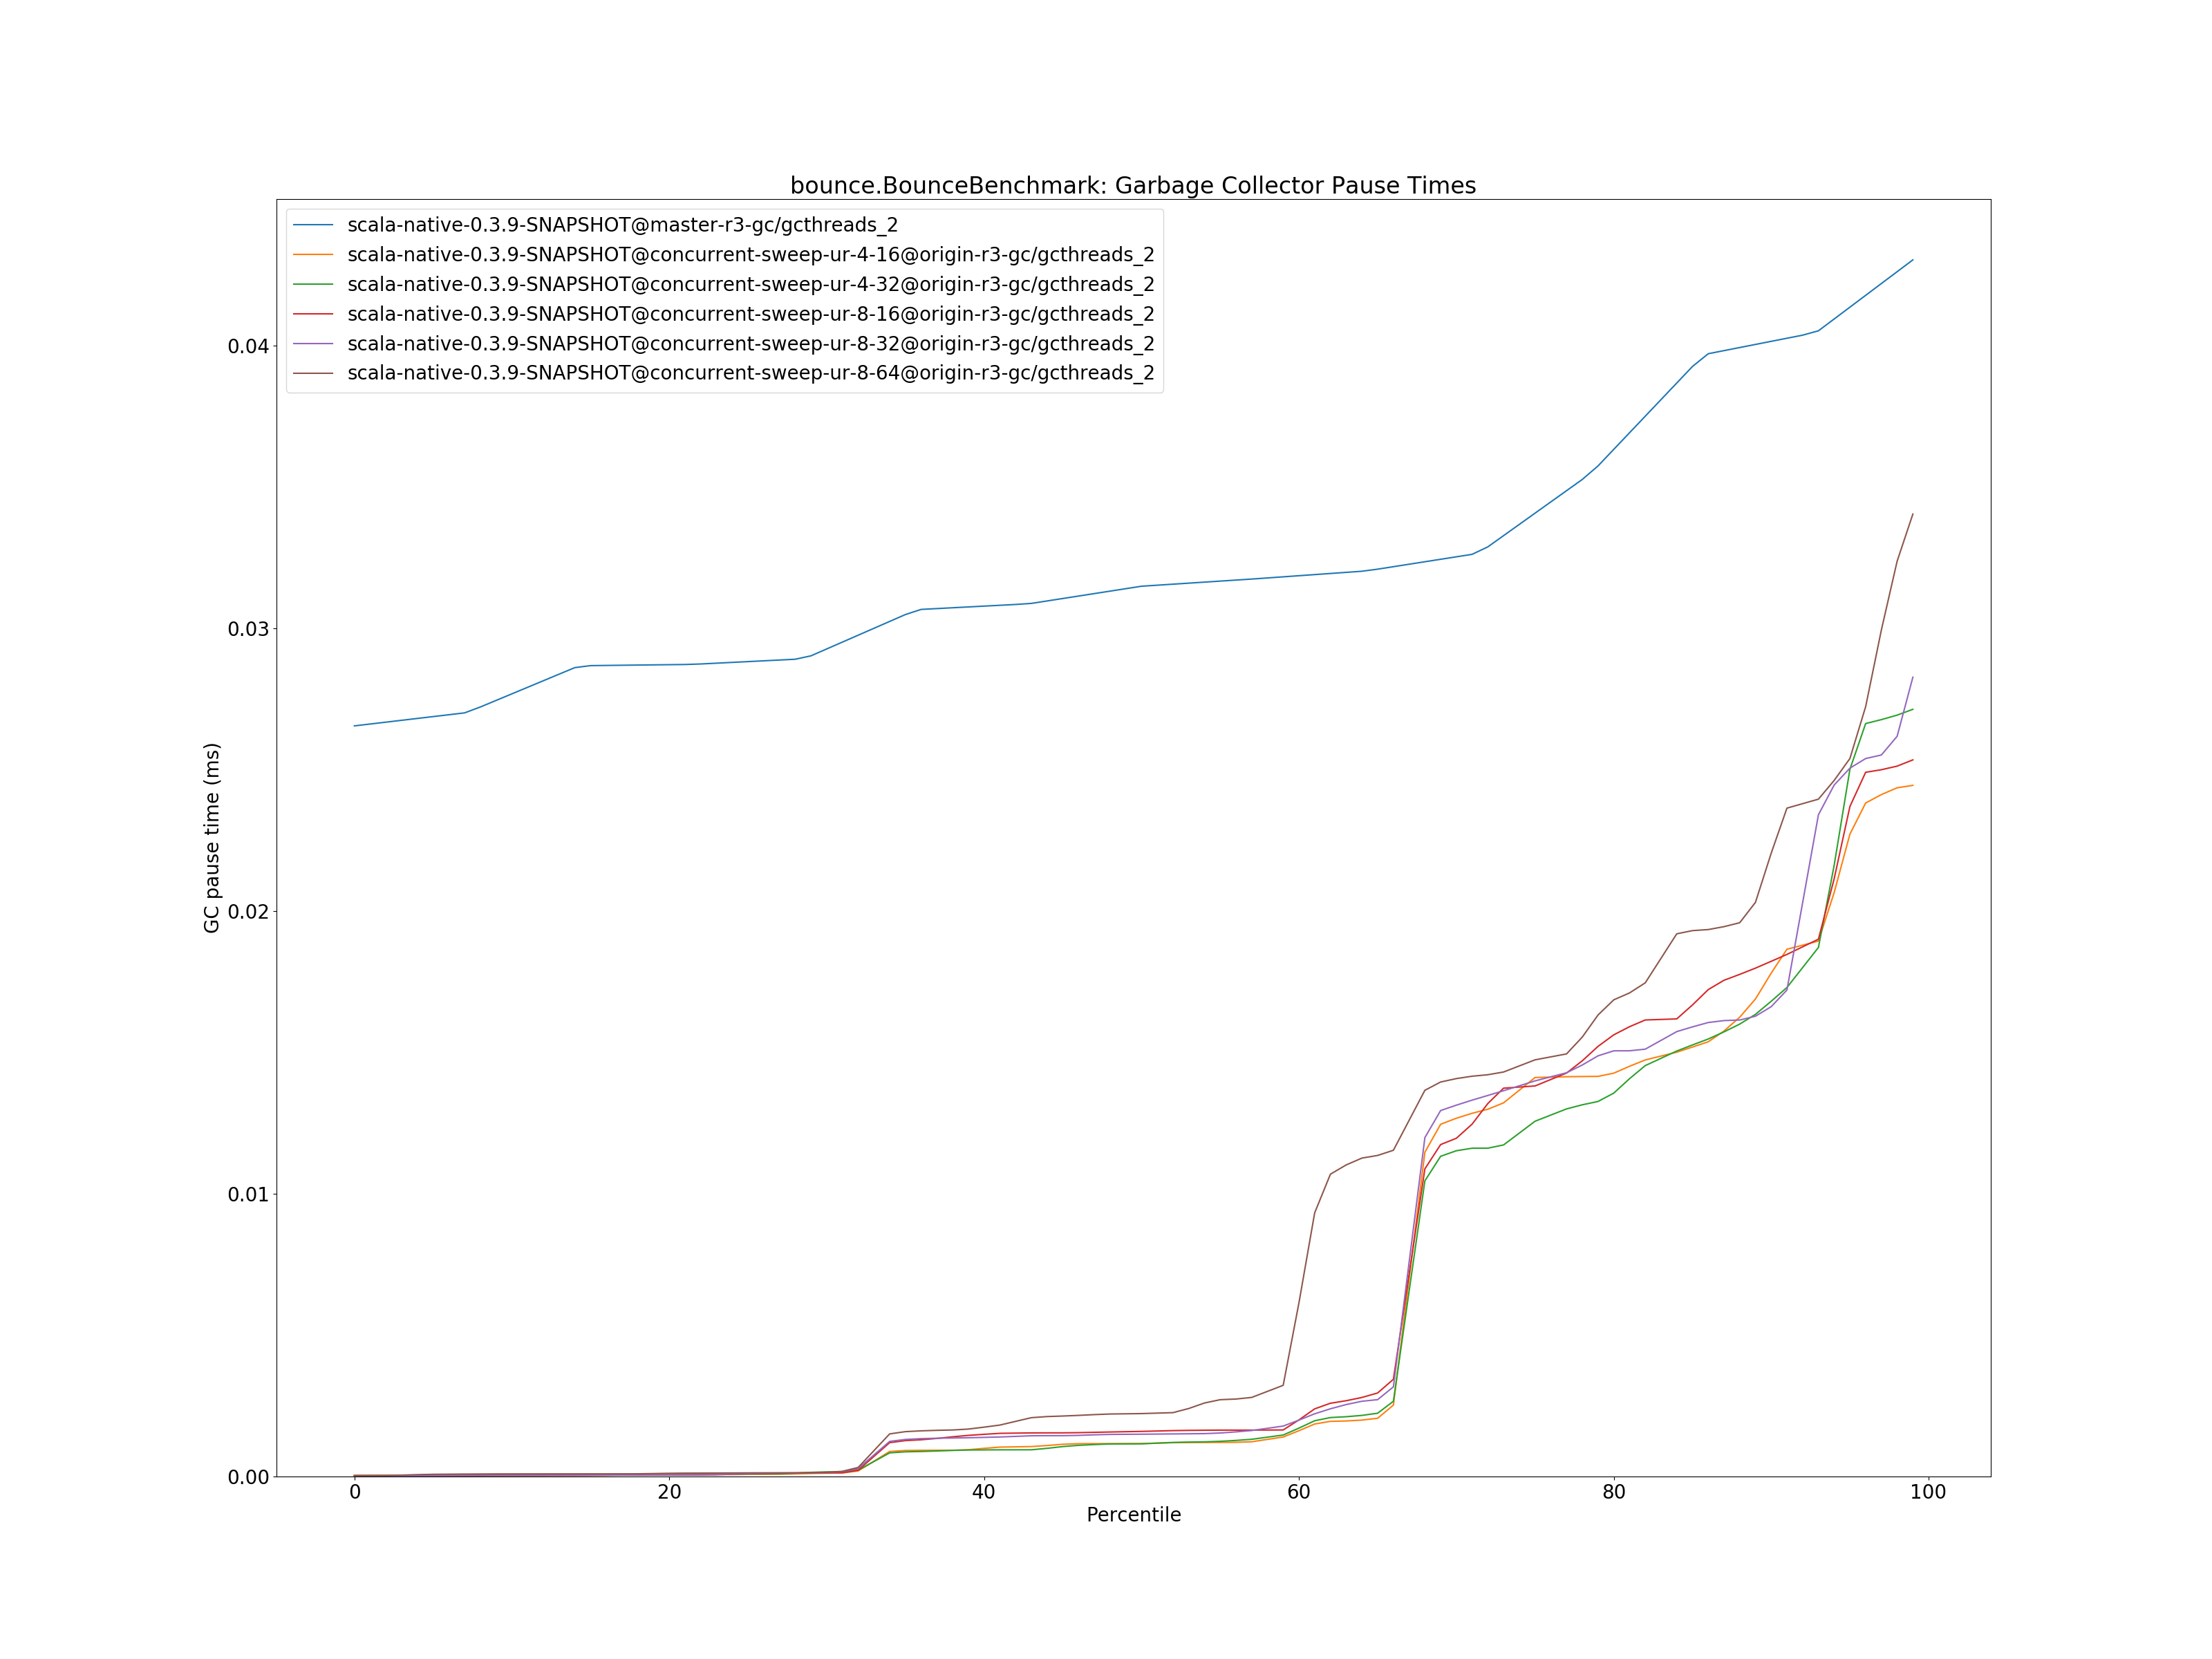 bounce.BounceBenchmark: Garbage Collector Pause Times
scala-native-0.3.9-SNAPSHOT@master-r3-gc/gcthreads_2
scala-native-0.3.9-SNAPSHOT@concurrent-sweep-ur-4-16@origin-r3-gc/gcthreads_2
scala-native-0.3.9-SNAPSHOT@concurrent-sweep-ur-4-32@origin-r3-gc/gcthreads_2
scala-native-0.3.9-SNAPSHOT@concurrent-sweep-ur-8-16@origin-r3-gc/gcthreads_2
scala-native-0.3.9-SNAPSHOT@concurrent-sweep-ur-8-32@origin-r3-gc/gcthreads_2
scala-native-0.3.9-SNAPSHOT@concurrent-sweep-ur-8-64@origin-r3-gc/gcthreads_2
0.04
0.03
0.02
0.01
0.00
GC pause time (ms)
0 20 40 60 80 100
Percentile